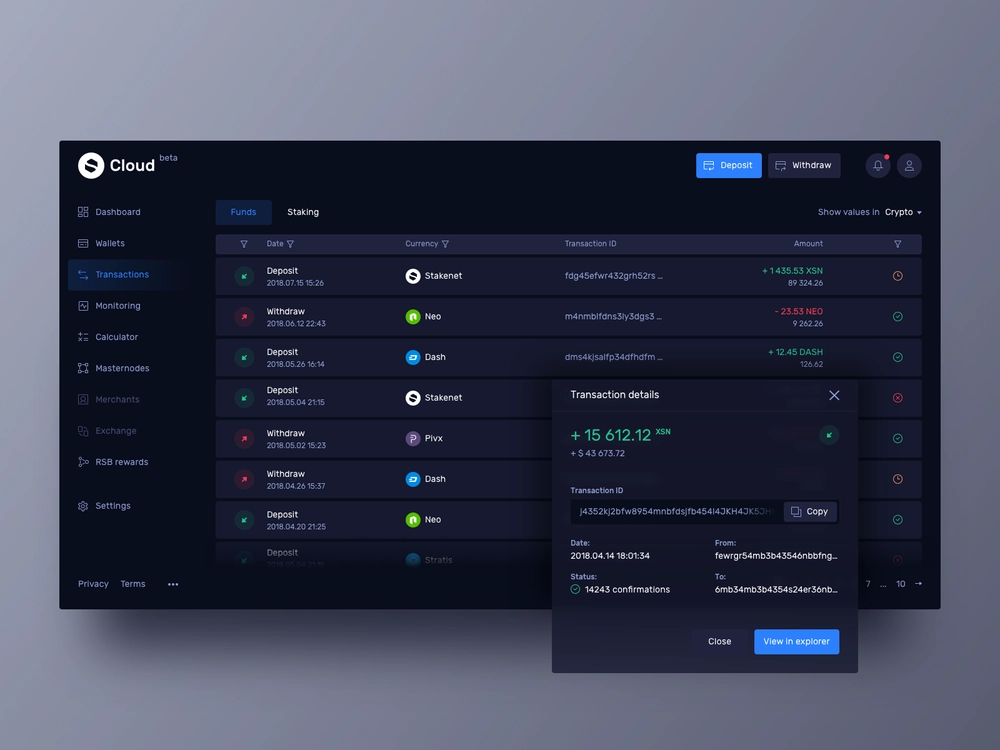 Cloud beta
Deposit
Withdraw
Dashboard
Wallets
Transactions
Monitoring
Calculator
Masternodes
Merchants
Exchange
RSB rewards
Settings
Privacy Terms ...
Funds Staking
Show values in Crypto
Date Currency Transaction ID Amount
Deposit
2018.07.15 15:26
Stakenet
fdg45efwr432grh52rs ...
+ 1 435.53 XSN
89 324.26
Withdraw
2018.06.12 22:43
Neo
m4nmblfdns3ly3dgs3 ...
- 23.53 NEO
9 262.26
Deposit
2018.05.26 16:14
Dash
dms4kjsalfp34dfhdfm ...
+ 12.45 DASH
126.62
Deposit
2018.05.04 21:15
Stakenet
Withdraw
2018.05.02 15:23
Pivx
Withdraw
2018.04.26 15:37
Dash
Deposit
2018.04.20 21:25
Neo
Deposit
Stratis
7 ... 10 →
Transaction details
+ 15 612.12 XSN
+ $ 43 673.72
Transaction ID
j4352kj2bfw8954mnbfdsjfb454l4JKH4JK5JH
Copy
Date:
2018.04.14 18:01:34
From:
fewrgr54mb3b43546nbbfng...
Status:
14243 confirmations
To:
6mb34mb3b4354s24er36nb...
Close
View in explorer